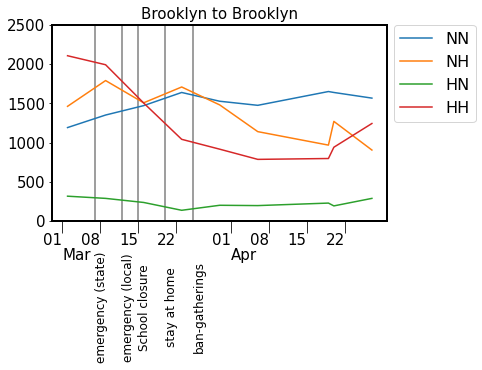 Brooklyn to Brooklyn
2500
2000
1500
1000
500
0
NN
NH
HN
HH
01 08 15 22 01 08 15 22
Mar Apr
emergency (state)
emergency (local)
School closure
stay at home
ban-gatherings